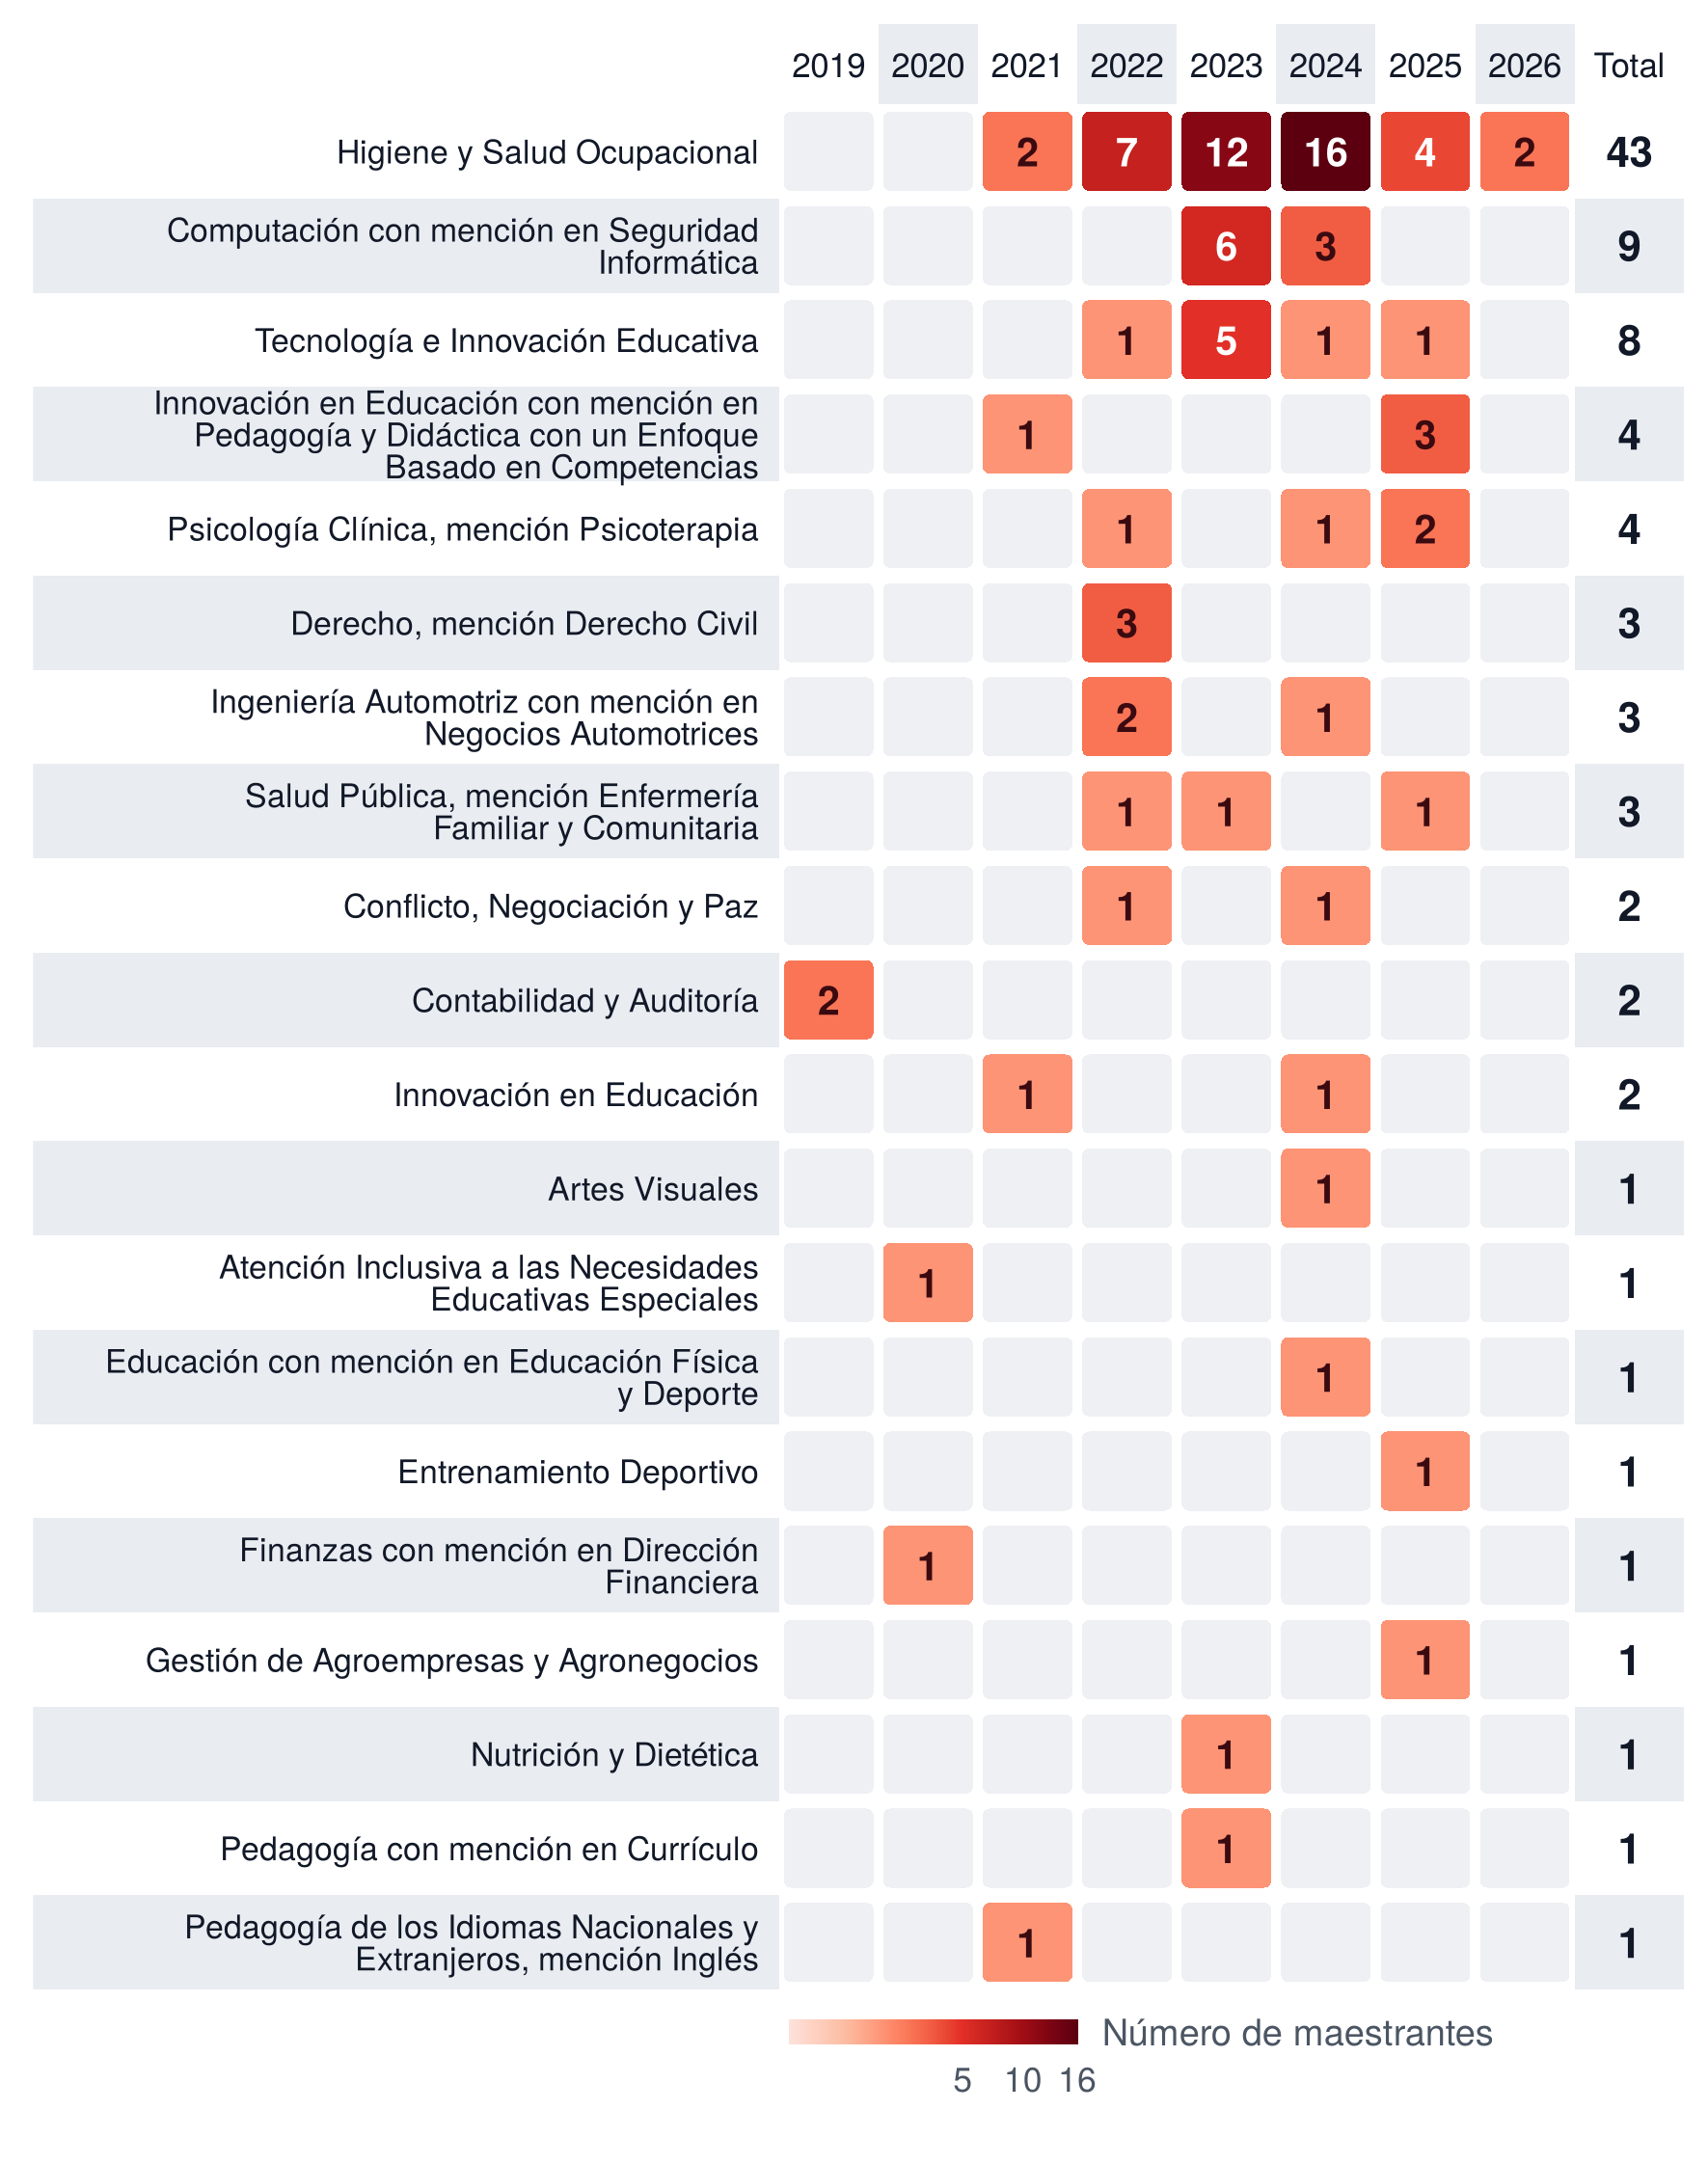 2019 2020 2021 2022 2023 2024 2025 2026 Total
Higiene y Salud Ocupacional 2 7 12 16 4 2 43
Computación con mención en Seguridad
Informática 6 3 9
Tecnología e Innovación Educativa 1 5 1 1 8
Innovación en Educación con mención en
Pedagogía y Didáctica con un Enfoque 1 3 4
Basado en Competencias
Psicología Clínica, mención Psicoterapia 1 1 2 4
Derecho, mención Derecho Civil 3 3
Ingeniería Automotriz con mención en
Negocios Automotrices 2 1 3
Salud Pública, mención Enfermería
Familiar y Comunitaria 1 1 1 3
Conflicto, Negociación y Paz 1 1 2
Contabilidad y Auditoría 2 2
Innovación en Educación 1 1 2
Artes Visuales 1 1
Atención Inclusiva a las Necesidades
Educativas Especiales 1 1
Educación con mención en Educación Física
y Deporte 1 1
Entrenamiento Deportivo 1 1
Finanzas con mención en Dirección
Financiera 1 1
Gestión de Agroempresas y Agronegocios 1 1
Nutrición y Dietética 1 1
Pedagogía con mención en Currículo 1 1
Pedagogía de los Idiomas Nacionales y
Extranjeros, mención Inglés 1 1
Número de maestrantes
5 10 16